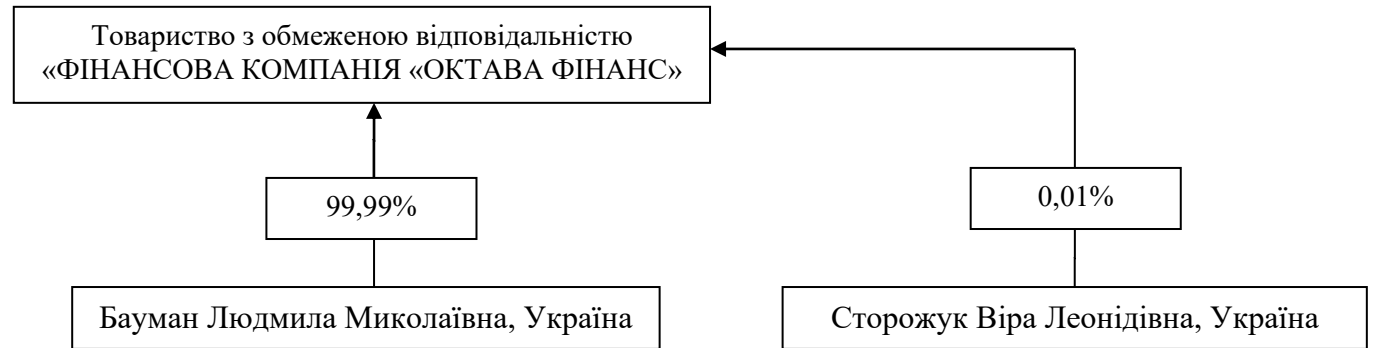 Товариство з обмеженою відповідальністю
«ФІНАНСОВА КОМПАНІЯ «ОКТАВА ФІНАНС»
99,99%
0,01%
Бауман Людмила Миколаївна, Україна
Сторожук Віра Леонідівна, Україна